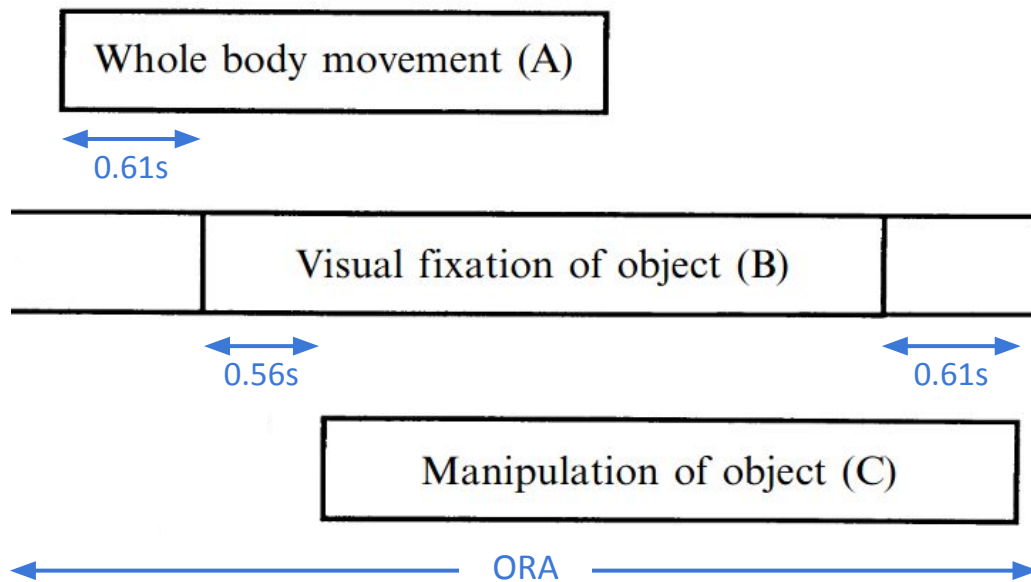 Whole body movement (A)
0.61s
Visual fixation of object (B)
0.56s
0.61s
Manipulation of object (C)
ORA